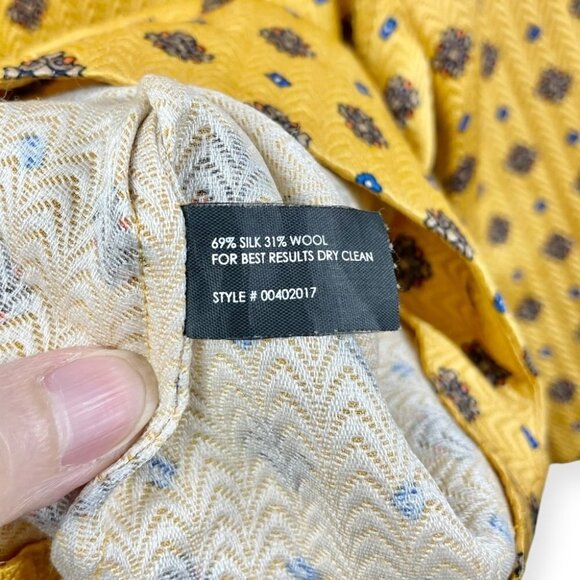 69% SILK 31% WOOL
FOR BEST RESULTS DRY CLEAN
STYLE # 00402017